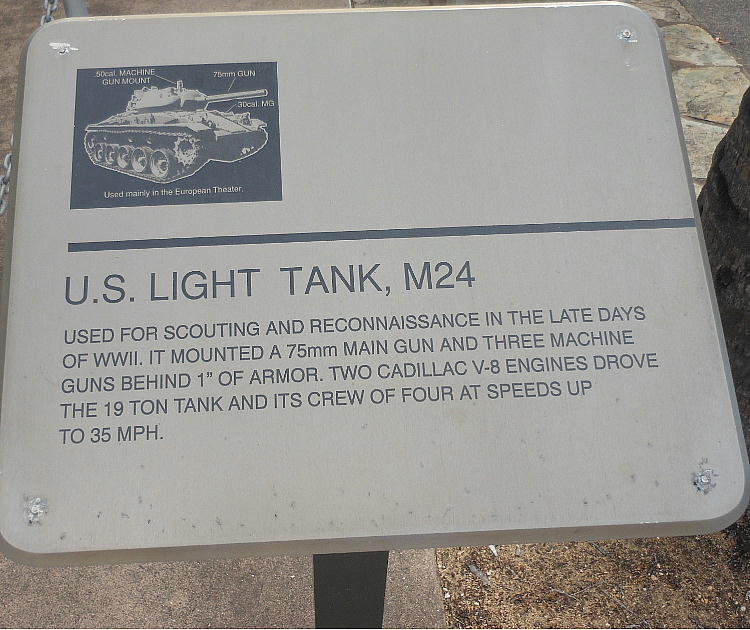 .50cal. MACHINE
GUN MOUNT
75mm GUN
30cal. MG
Used mainly in the European Theater.
U.S. LIGHT TANK, M24
USED FOR SCOUTING AND RECONNAISSANCE IN THE LATE DAYS
OF WWII. IT MOUNTED A 75mm MAIN GUN AND THREE MACHINE
GUNS BEHIND 1” OF ARMOR. TWO CADILLAC V-8 ENGINES DROVE
THE 19 TON TANK AND ITS CREW OF FOUR AT SPEEDS UP
TO 35 MPH.